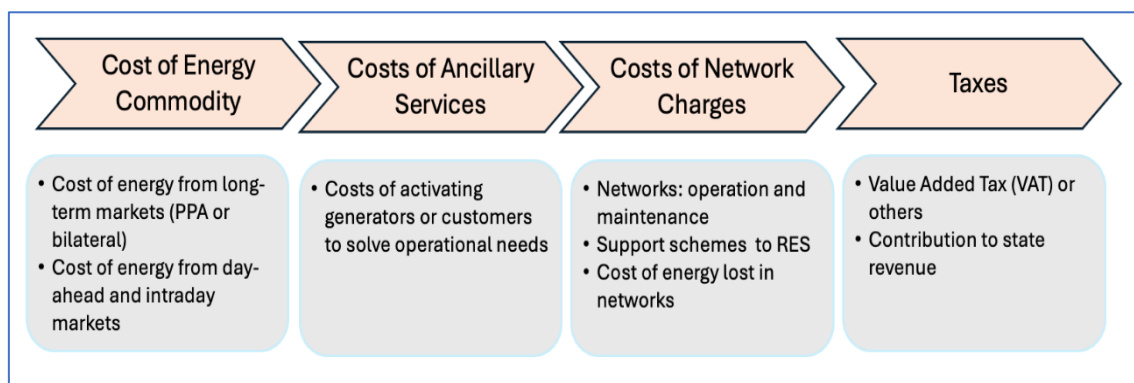 Cost of Energy
Commodity
Costs of Ancillary
Services
Costs of Network
Charges
Taxes
• Cost of energy from long-
term markets (PPA or
bilateral)
• Cost of energy from day-
ahead and intraday
markets
• Costs of activating
generators or customers
to solve operational needs
• Networks: operation and
maintenance
• Support schemes to RES
• Cost of energy lost in
networks
• Value Added Tax (VAT) or
others
• Contribution to state
revenue